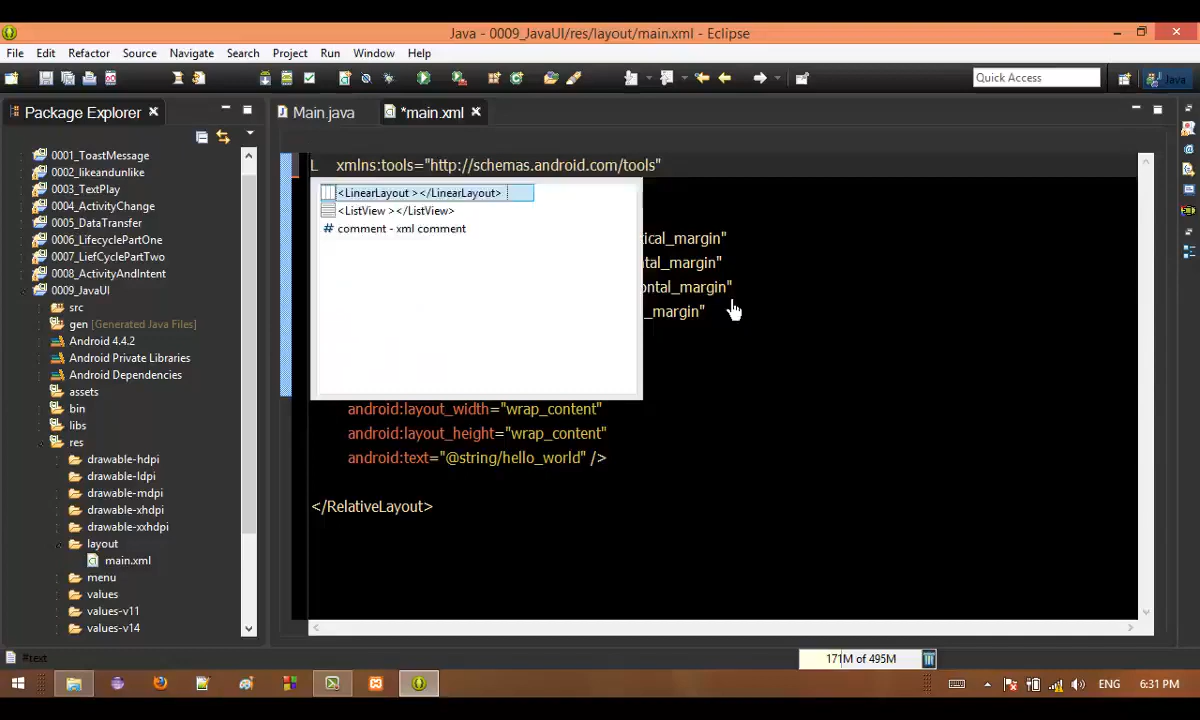 Java - 0009_JavaUI/res/layout/main.xml - Eclipse
File Edit Refactor Source Navigate Search Project Run Window Help
Quick Access
Java
Package Explorer
Main.java
*main.xml
0001_ToastMessage
0002_likeandunlike
0003_TextPlay
0004_ActivityChange
0005_DataTransfer
0006_LifecyclePartOne
0007_LiefCyclePartTwo
0008_ActivityAndIntent
0009_JavaUI
src
gen [Generated Java Files]
Android 4.4.2
Android Private Libraries
Android Dependencies
assets
bin
libs
res
drawable-hdpi
drawable-ldpi
drawable-mdpi
drawable-xhdpi
drawable-xxhdpi
layout
main.xml
menu
values
values-v11
values-v14
L xmlns:tools="http://schemas.android.com/tools"
<LinearLayout ></LinearLayout>
<ListView ></ListView>
# comment - xml comment
ical_margin"
ntal_margin"
ontal_margin"
_margin"
android:layout_width="wrap_content"
android:layout_height="wrap_content"
android:text="@string/hello_world" />
</RelativeLayout>
#text
171M of 495M
ENG
6:31 PM